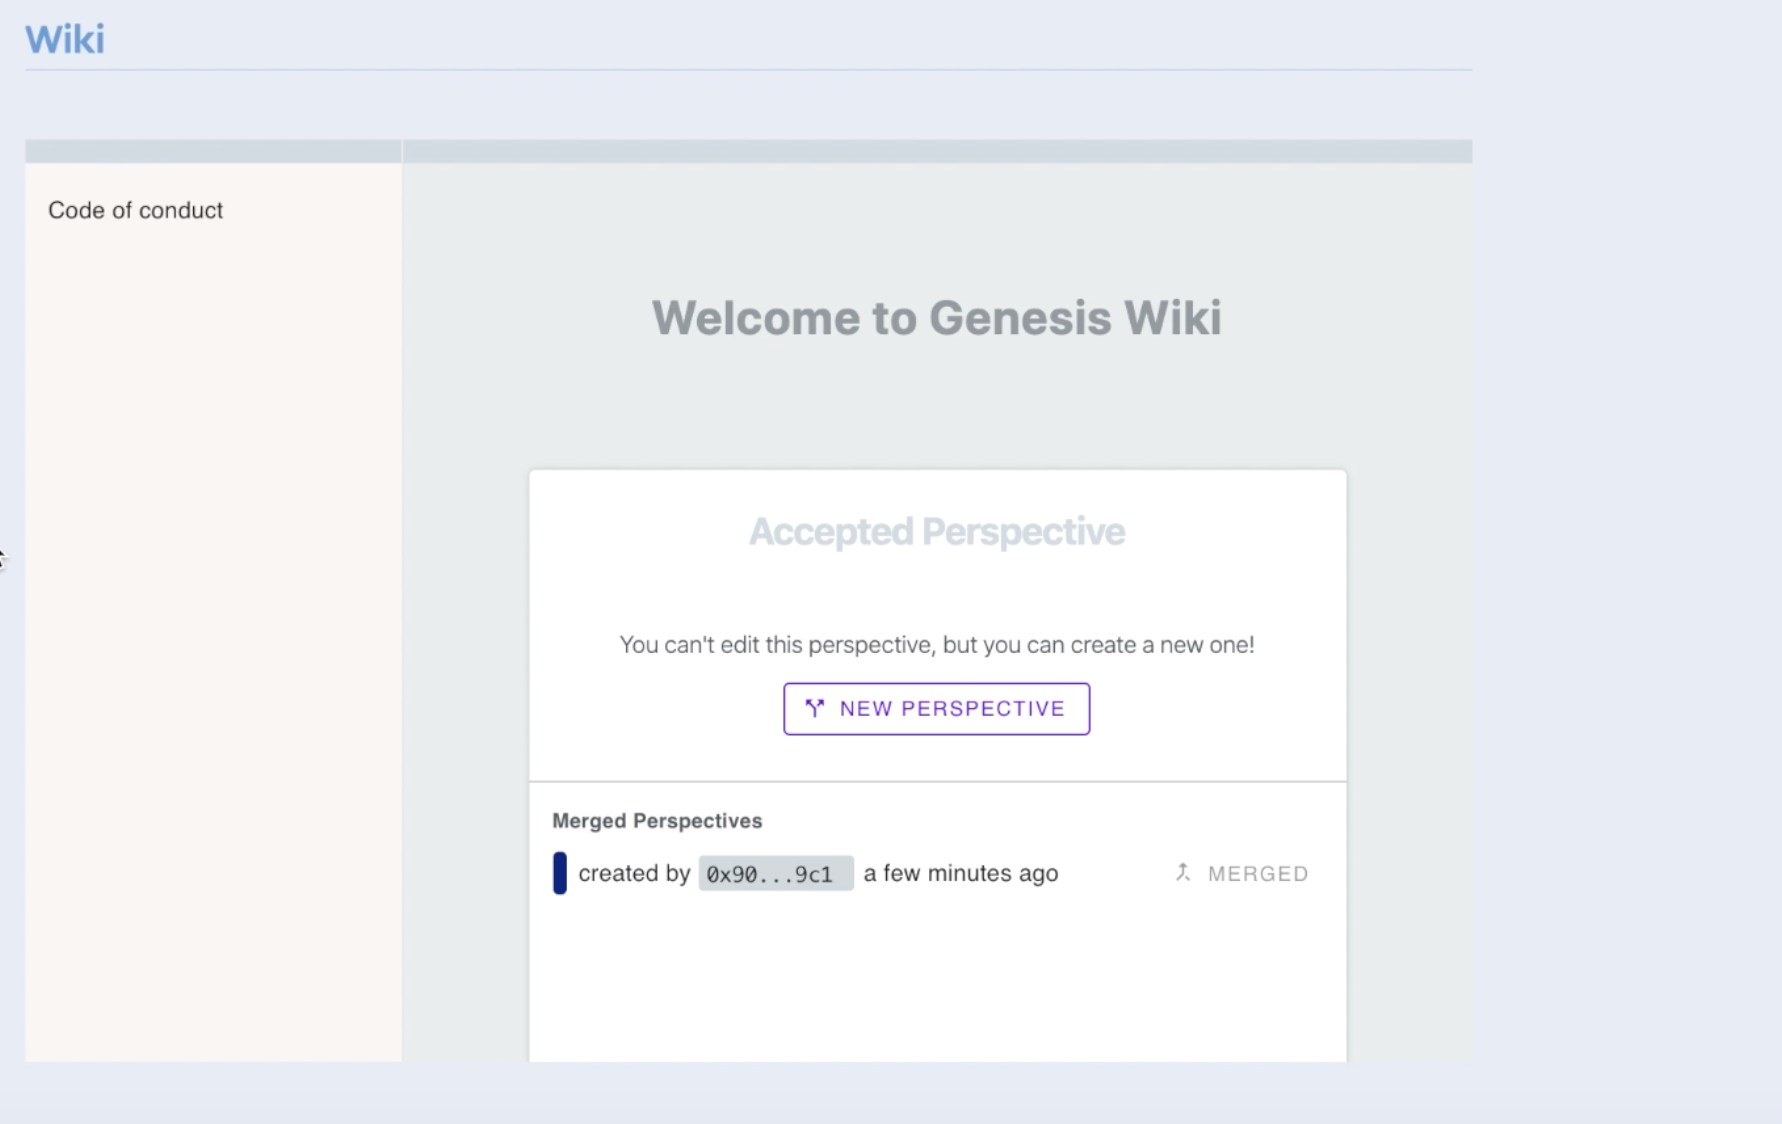 Wiki
Code of conduct
Welcome to Genesis Wiki
Accepted Perspective
You can't edit this perspective, but you can create a new one!
NEW PERSPECTIVE
Merged Perspectives
created by 0x90...9c1 a few minutes ago MERGED